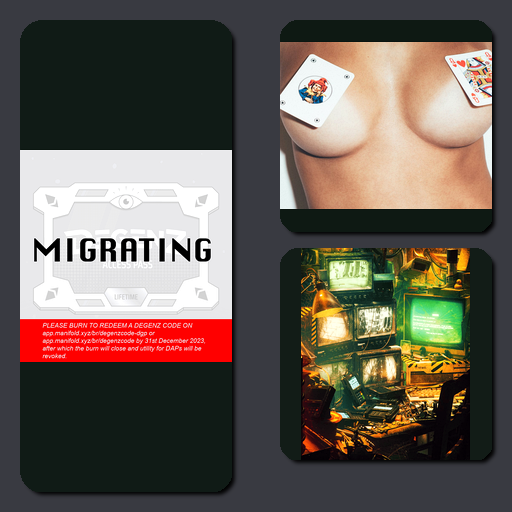 DEGENZ
MIGRATING
ACCESS PASS
LIFETIME
PLEASE BURN TO REDEEM A DEGENZ CODE ON
app.manifold.xyz/br/degenzcode-dgp or
app.manifold.xyz/br/degenzcode by 31st December 2023,
after which the burn will close and utility for DAPs will be
revoked.